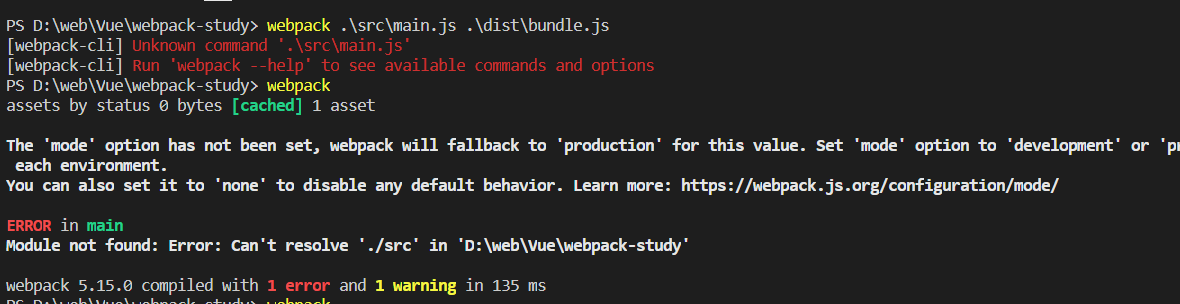 PS D:\web\Vue\webpack-study> webpack .\src\main.js .\dist\bundle.js
[webpack-cli] Unknown command '.\src\main.js'
[webpack-cli] Run 'webpack --help' to see available commands and options
PS D:\web\Vue\webpack-study> webpack
assets by status 0 bytes [cached] 1 asset
The 'mode' option has not been set, webpack will fallback to 'production' for this value. Set 'mode' option to 'development' or
each environment.
You can also set it to 'none' to disable any default behavior. Learn more: https://webpack.js.org/configuration/mode/
ERROR in main
Module not found: Error: Can't resolve './src' in 'D:\web\Vue\webpack-study'
webpack 5.15.0 compiled with 1 error and 1 warning in 135 ms
PS D:\web\Vue\webpack-study> webpack